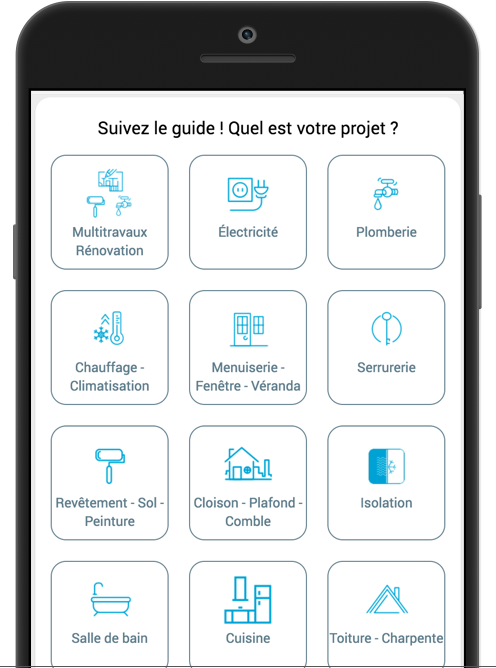 Suivez le guide ! Quel est votre projet ?
Multitravaux
Rénovation
Électricité
Plomberie
Chauffage -
Climatisation
Menuiserie -
Fenêtre - Véranda
Serrurerie
Revêtement - Sol -
Peinture
Cloison - Plafond -
Comble
Isolation
Salle de bain
Cuisine
Toiture - Charpente